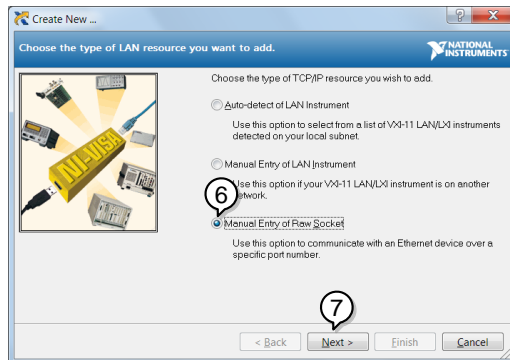 Create New ...
Choose the type of LAN resource you want to add.
NATIONAL
INSTRUMENTS
Choose the type of TCP/IP resource you wish to add.
Auto-detect of LAN Instrument
Use this option to select from a list of VXI-11 LAN/LXI instruments
detected on your local subnet.
Manual Entry of LAN Instrument
Use this option if your VXI-11 LAN/LXI instrument is on another
network.
6
Manual Entry of Raw Socket
Use this option to communicate with an Ethernet device over a
specific port number.
NI-VISA
7
< Back
Next >
Finish
Cancel